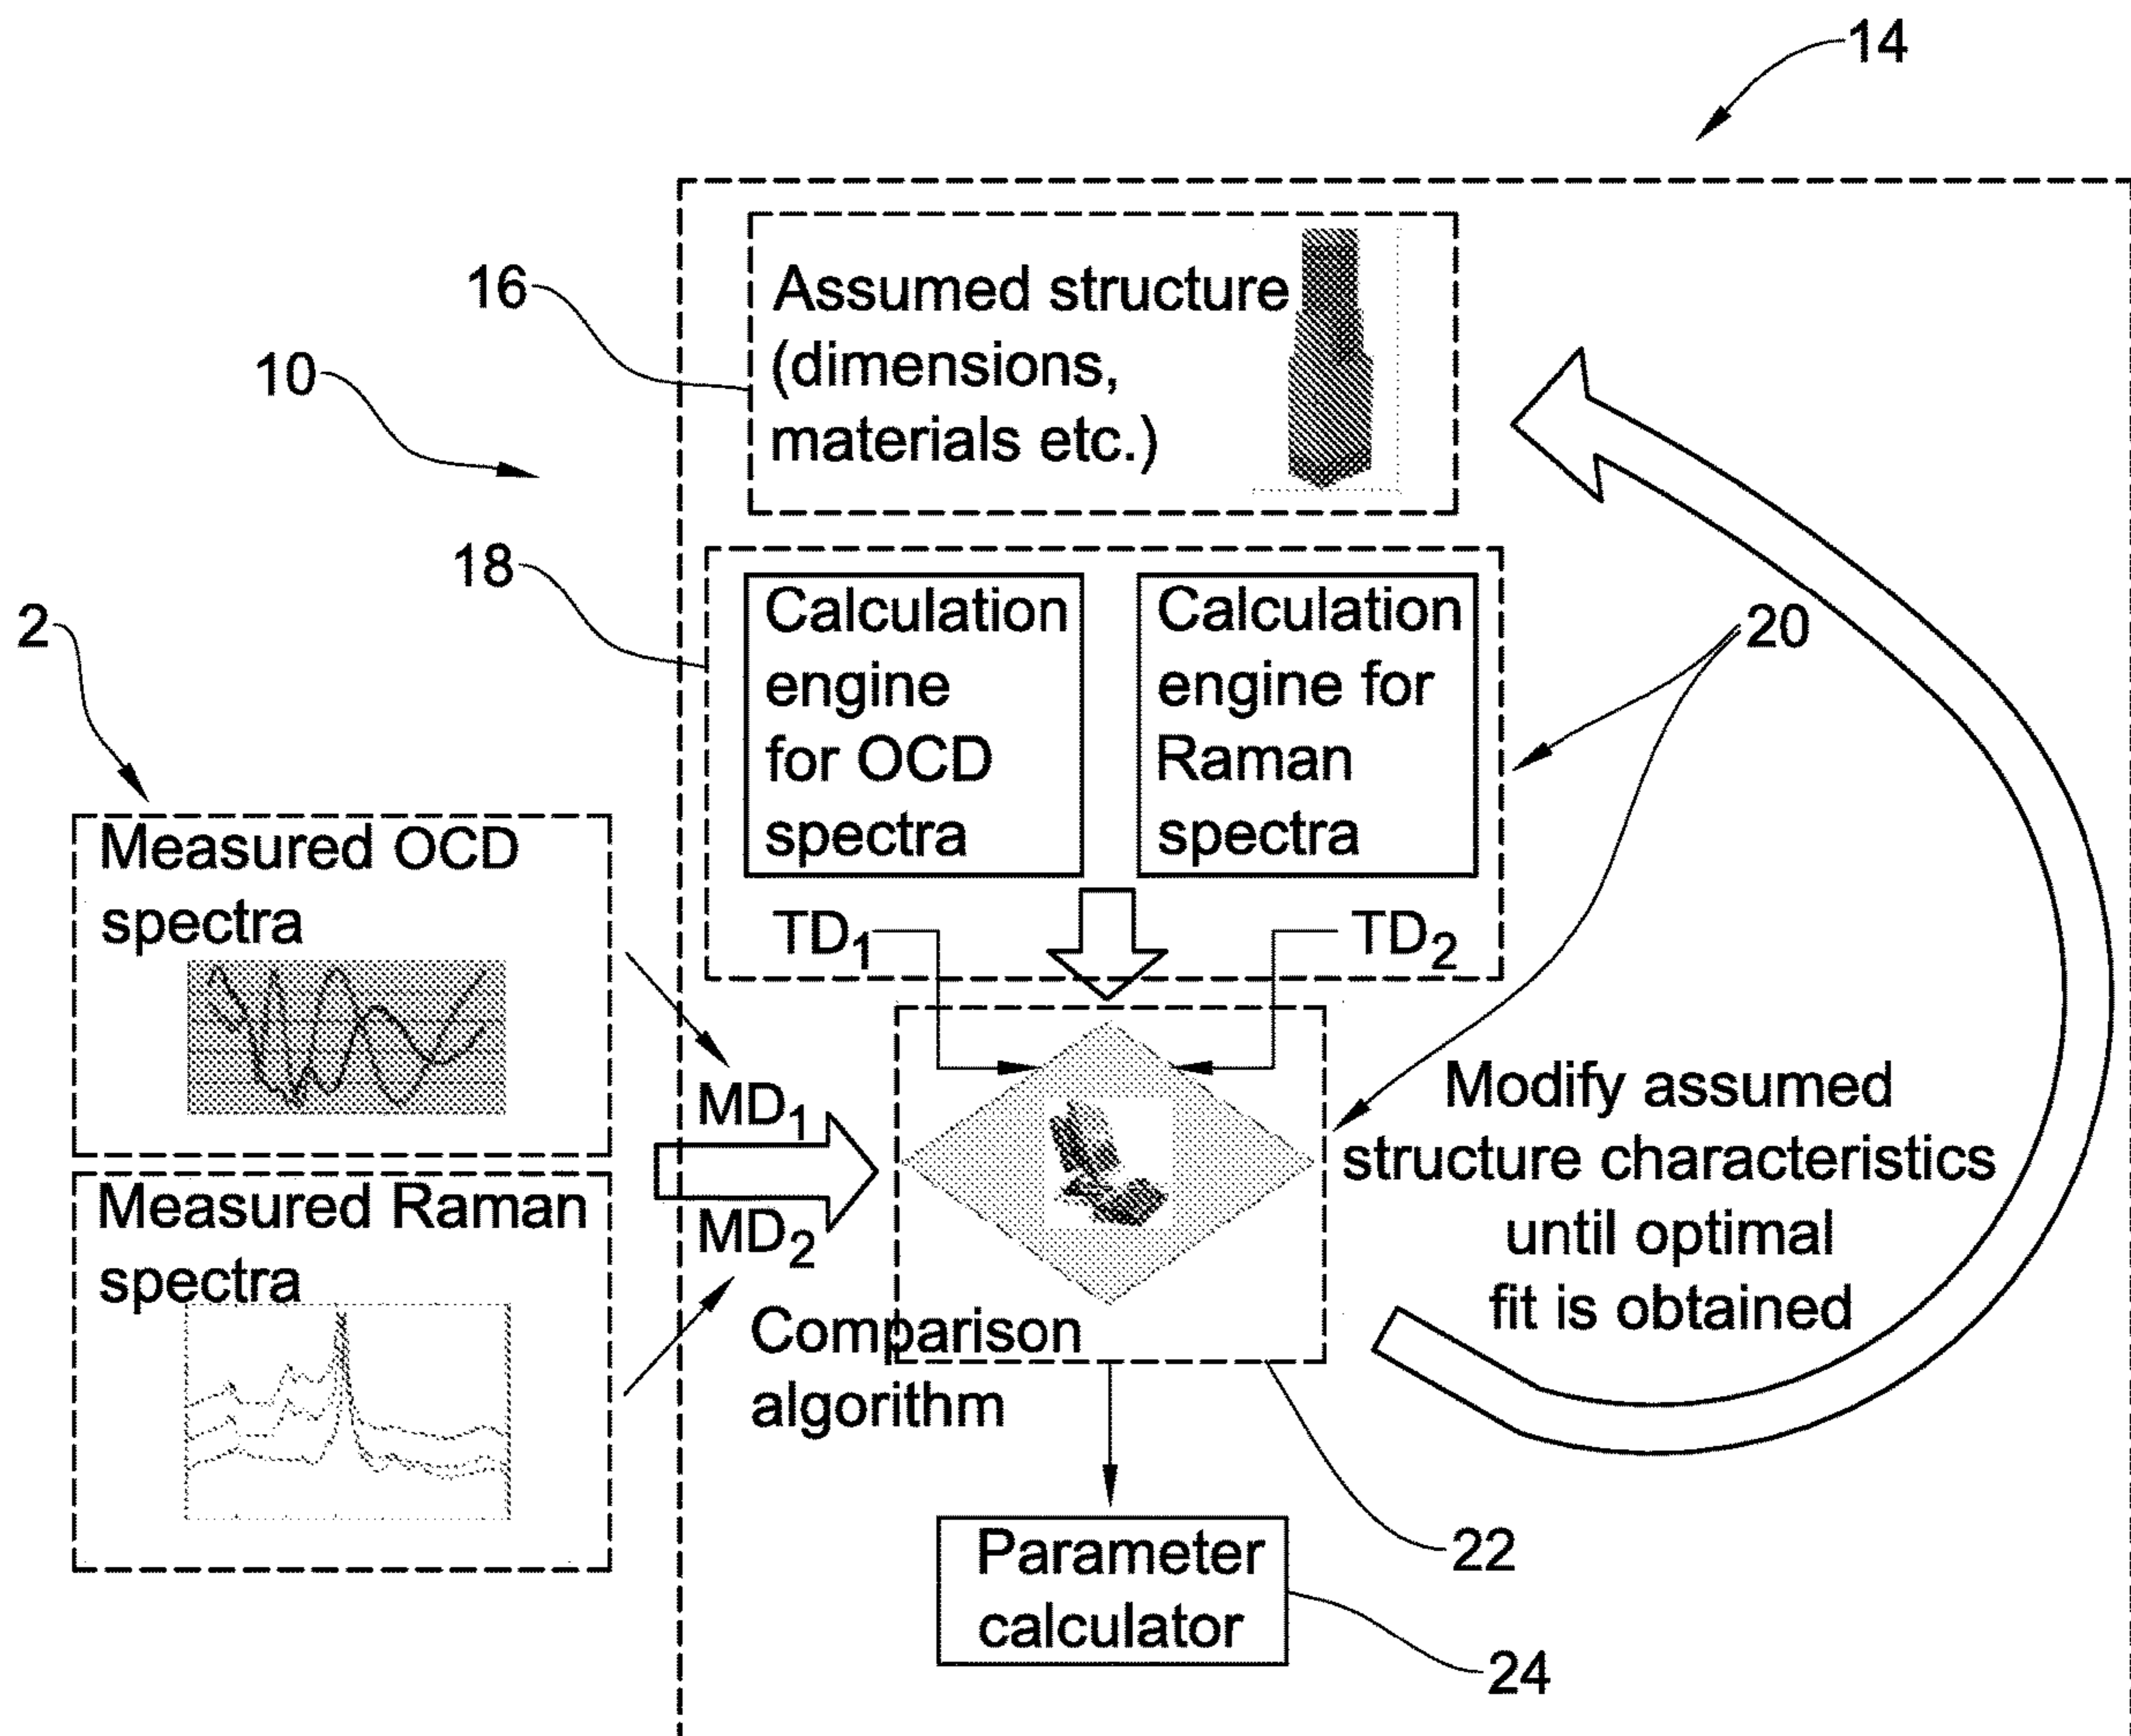 14
16
Assumed structure
(dimensions,
materials etc.)
10
18
Calculation
engine
for OCD
spectra
Calculation
engine for
Raman
spectra
20
2
TD1
TD2
Measured OCD
spectra
MD1
MD2
Measured Raman
spectra
Modify assumed
structure characteristics
until optimal
fit is obtained
Comparison
algorithm
22
Parameter
calculator
24